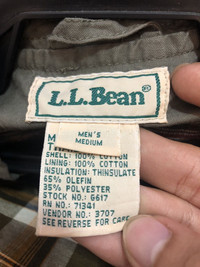 L.L.Bean®
M
MEN'S
MEDIUM
SHELL: 100% COTTON
LINING: 100% COTTON
INSULATION: THINSULATE
65% OLEFIN
35% POLYESTER
STOCK NO.: G617
RN NO.: 71341
VENDOR NO.: 3707
SEE REVERSE FOR CARE